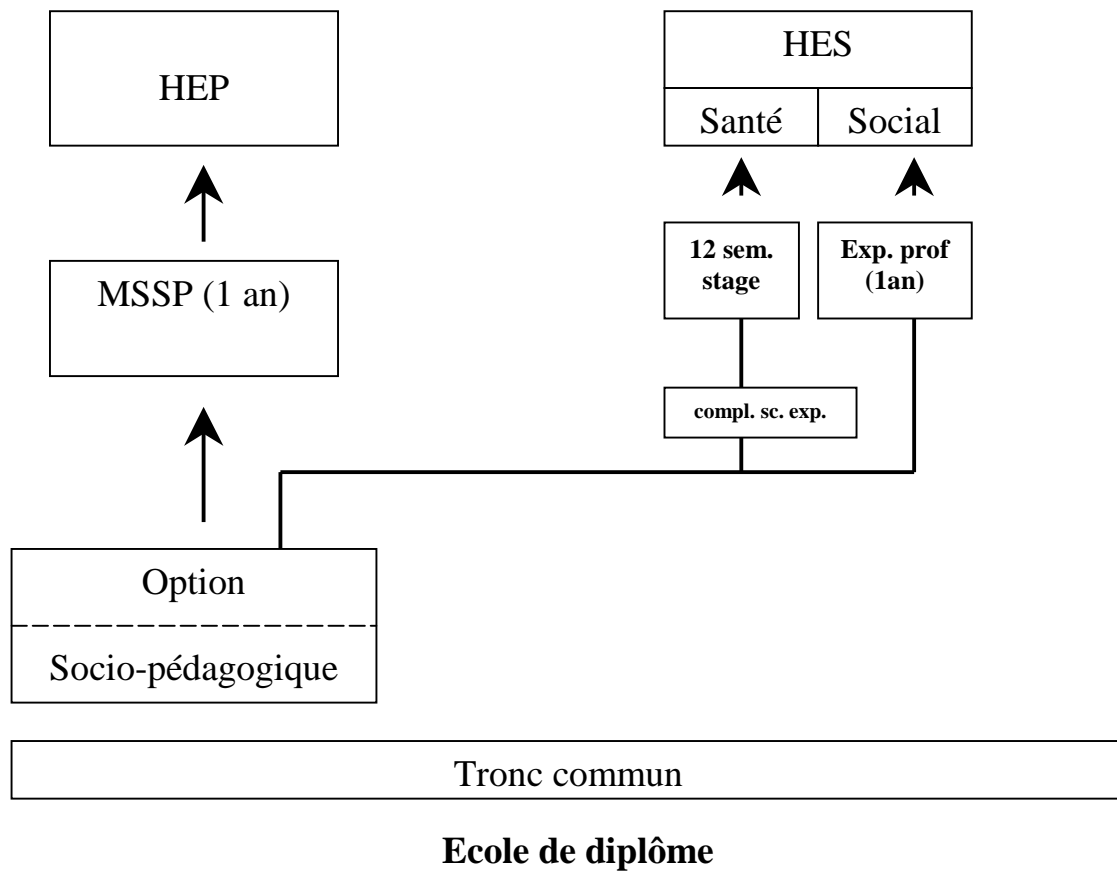 HEP
HES
Santé Social
12 sem.
stage
Exp. prof
(1an)
MSSP (1 an)
compl. sc. exp.
Option
Socio-pédagogique
Tronc commun
Ecole de diplôme